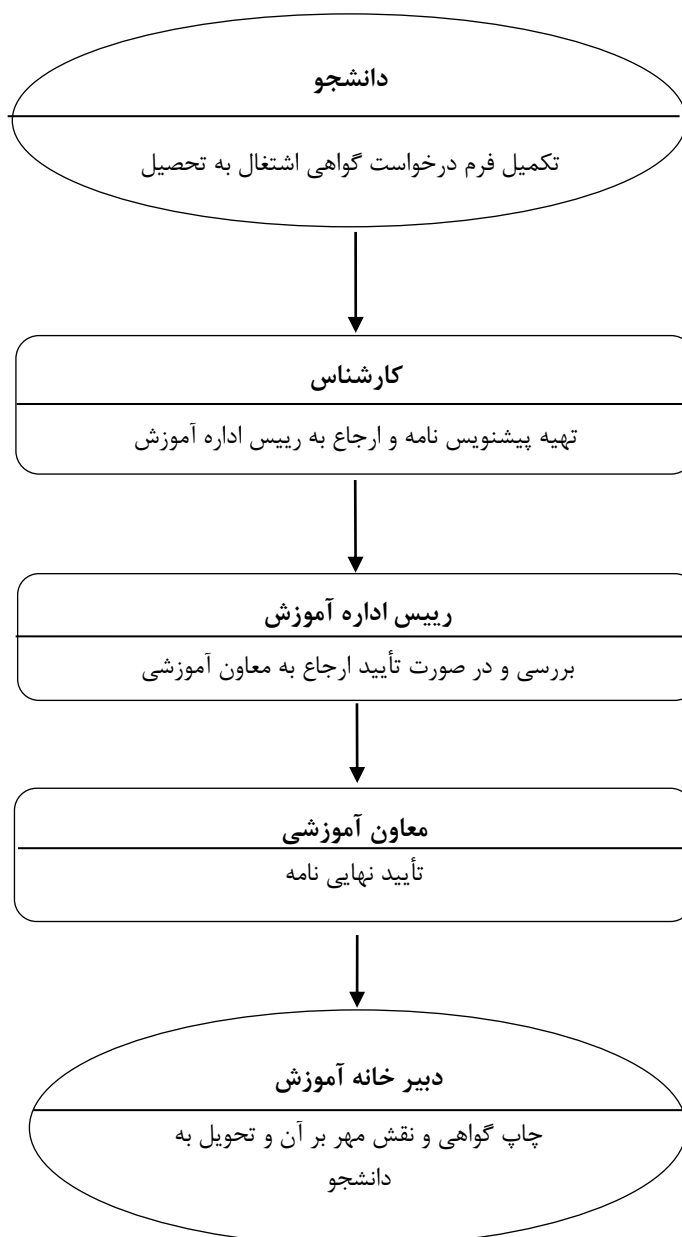 دانشجو
تکمیل فرم درخواست گواهی اشتغال به تحصیل
کارشناس
تهیه پیشنویس نامه و ارجاع به رییس اداره آموزش
رییس اداره آموزش
بررسی و در صورت تأیید ارجاع به معاون آموزشی
معاون آموزشی
تأیید نهایی نامه
دبیر خانه آموزش
چاپ گواهی و نقش مهر بر آن و تحویل به
دانشجو